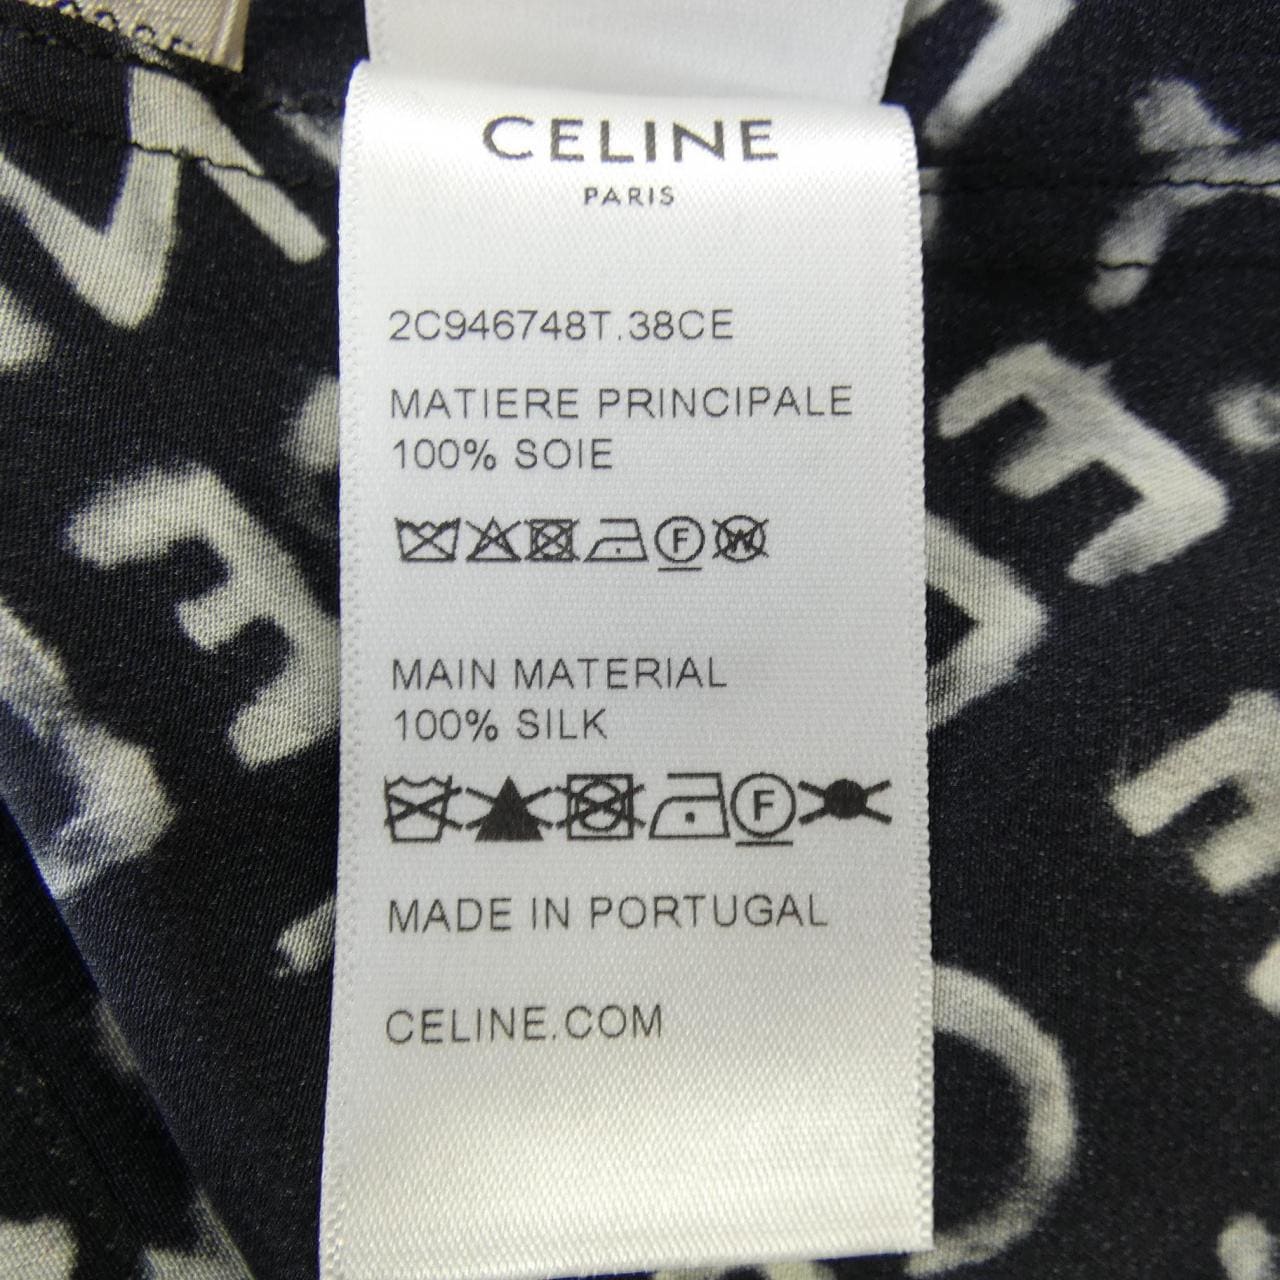 CELINE
PARIS
2C946748T.38CE
MATIERE PRINCIPALE
100% SOIE
F W
MAIN MATERIAL
100% SILK
F
MADE IN PORTUGAL
CELINE.COM